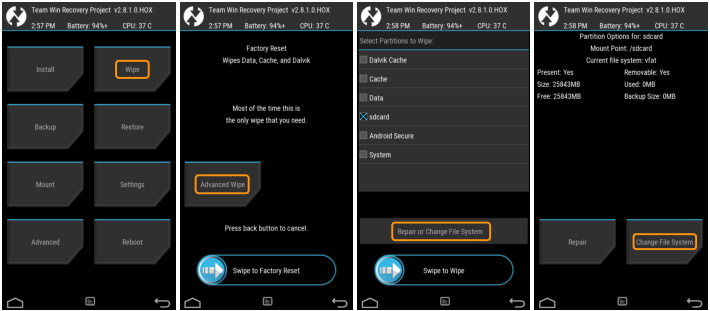 Team Win Recovery Project v2.8.1.0.HOX
2:57 PM Battery: 94%+ CPU: 37 C
Install
Wipe
Backup
Restore
Mount
Settings
Advanced
Reboot
Team Win Recovery Project v2.8.1.0.HOX
2:57 PM Battery: 94%+ CPU: 37 C
Factory Reset
Wipes Data, Cache, and Dalvik
Most of the time this is
the only wipe that you need.
Advanced Wipe
Press back button to cancel.
Swipe to Factory Reset
Team Win Recovery Project v2.8.1.0.HOX
2:58 PM Battery: 94%+ CPU: 37 C
Select Partitions to Wipe:
Dalvik Cache
Cache
Data
sdcard
Android Secure
System
Repair or Change File System
Swipe to Wipe
Team Win Recovery Project v2.8.1.0.HOX
2:58 PM Battery: 94%+ CPU: 37 C
Partition Options for: sdcard
Mount Point: /sdcard
Current file system: vfat
Present: Yes Removable: Yes
Size: 25843MB Used: 0MB
Free: 25843MB Backup Size: 0MB
Repair
Change File System